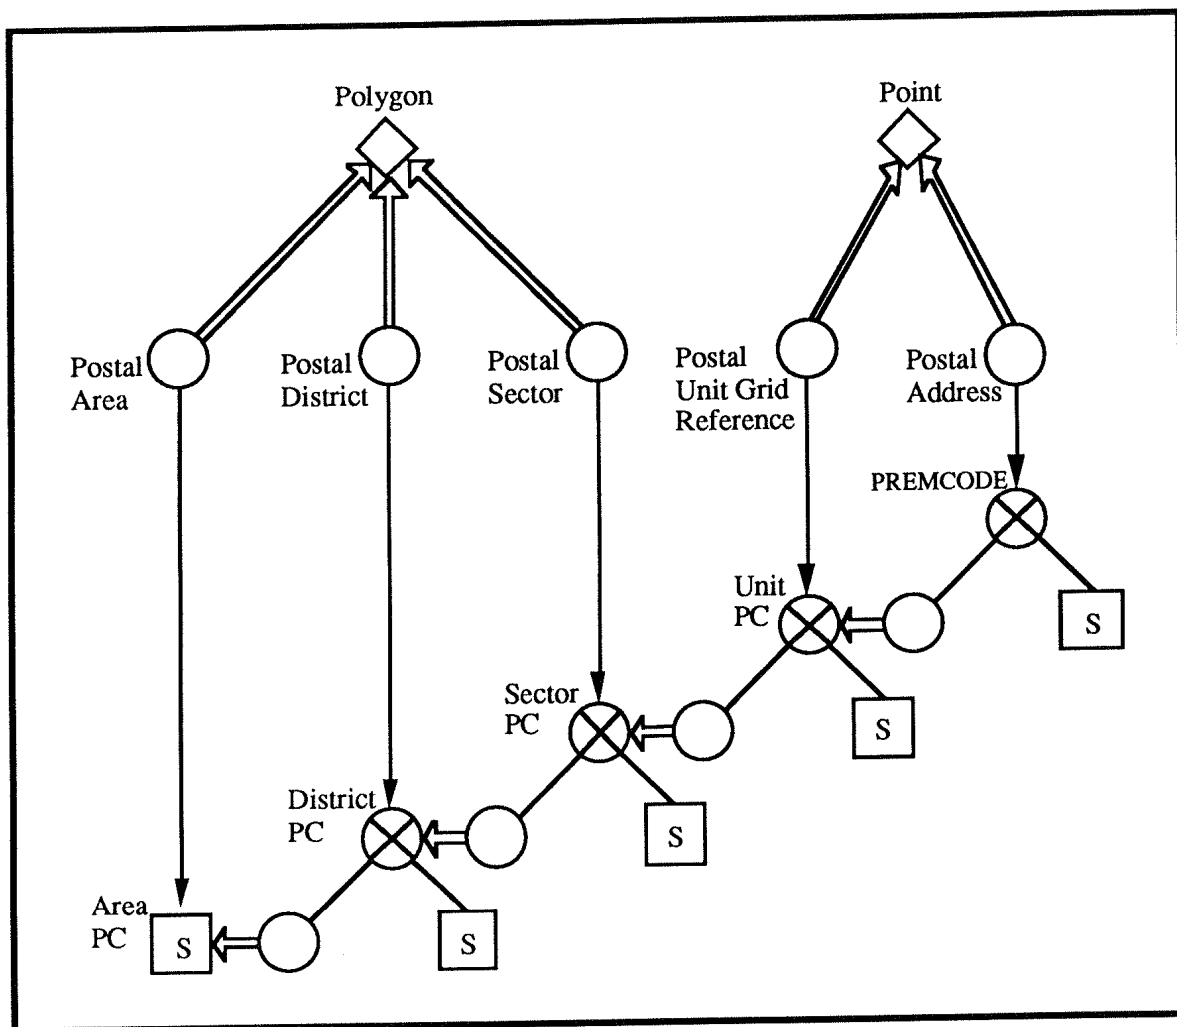 Polygon
Point
Postal
Area
Postal
District
Postal
Sector
Postal
Unit Grid
Reference
Postal
Address
PREMCODE
Unit
PC
S
Sector
PC
S
District
PC
S
Area
PC
S
S